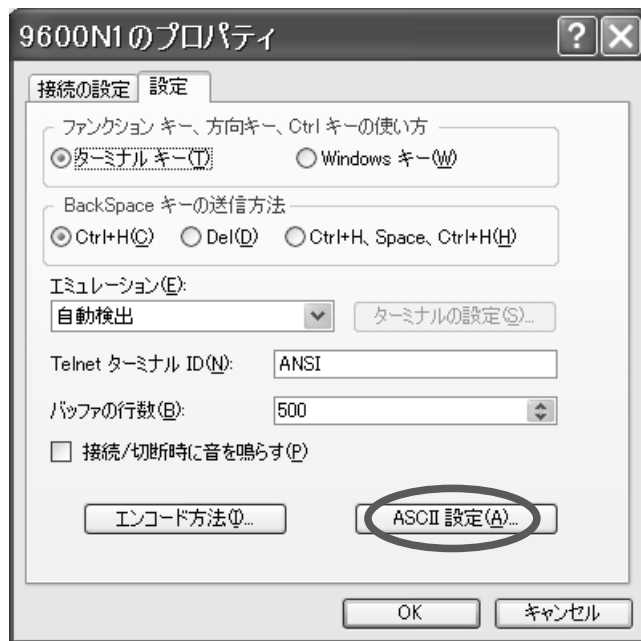 9600N1のプロパティ
接続の設定 設定
ファンクション キー、方向キー、Ctrl キーの使い方
ターミナル キー(T) Windows キー(W)
BackSpace キーの送信方法
Ctrl+H(C) Del(D) Ctrl+H、Space、Ctrl+H(H)
エミュレーション(E):
自動検出 ターミナルの設定(S)...
Telnet ターミナル ID(N): ANSI
バッファの行数(B): 500
接続/切断時に音を鳴らす(P)
エンコード方法(I)... ASCII 設定(A)...
OK キャンセル